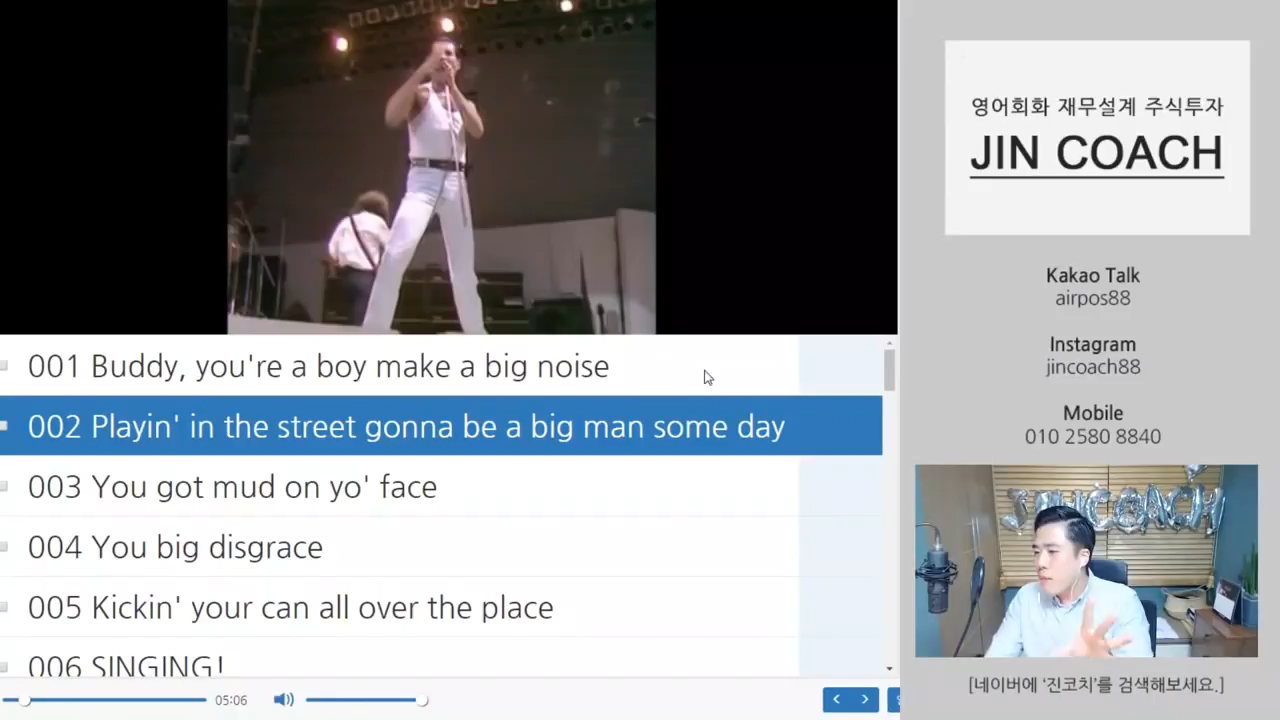 001 Buddy, you're a boy make a big noise
002 Playin' in the street gonna be a big man some day
003 You got mud on yo' face
004 You big disgrace
005 Kickin' your can all over the place
006 SINGING!
05:06
영어회화 재무설계 주식투자
JIN COACH
Kakao Talk
airpos88
Instagram
jincoach88
Mobile
010 2580 8840
JINCOACH
[네이버에 '진코치'를 검색해보세요.]